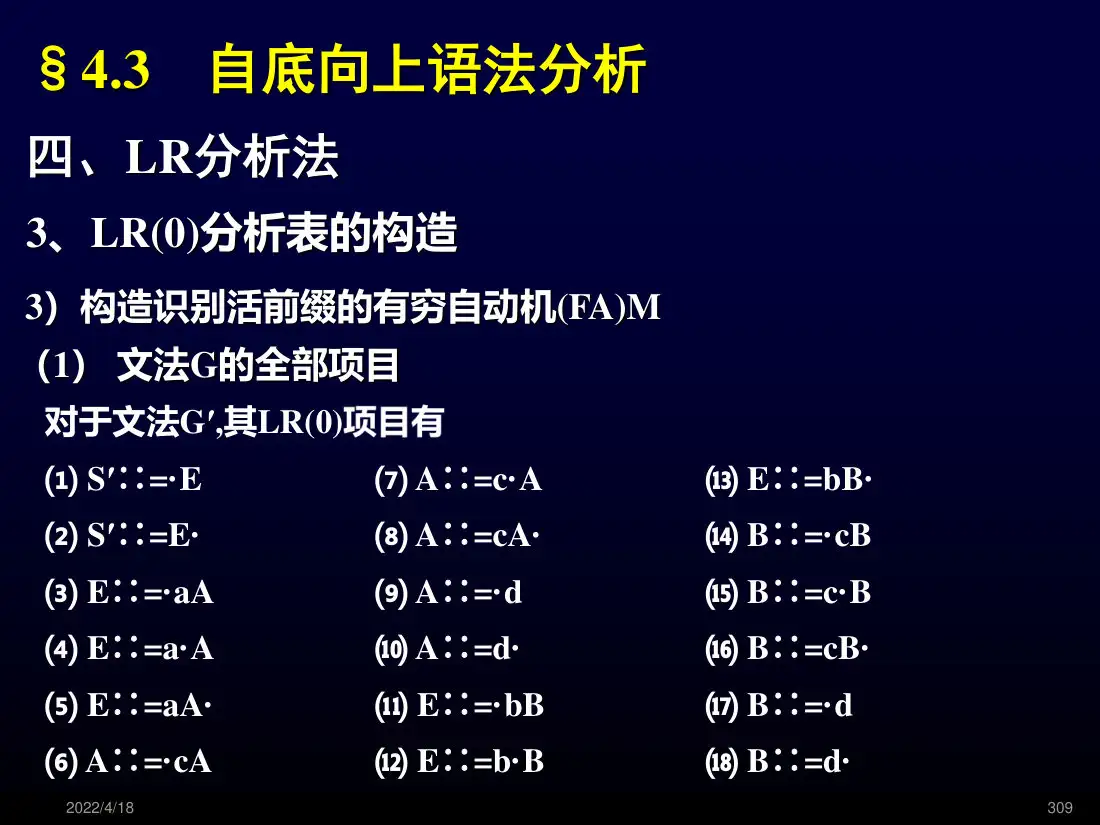 §4.3 自底向上语法分析
四、LR分析法
3、LR(0)分析表的构造
3）构造识别活前缀的有穷自动机(FA)M
（1） 文法G的全部项目
对于文法G′,其LR(0)项目有
⑴ S′∷=·E ⑺ A∷=c·A ⒀ E∷=bB·
⑵ S′∷=E· ⑻ A∷=cA· ⒁ B∷=·cB
⑶ E∷=·aA ⑼ A∷=·d ⒂ B∷=c·B
⑷ E∷=a·A ⑽ A∷=d· ⒃ B∷=cB·
⑸ E∷=aA· ⑾ E∷=·bB ⒄ B∷=·d
⑹ A∷=·cA ⑿ E∷=b·B ⒅ B∷=d·
2022/4/18 309